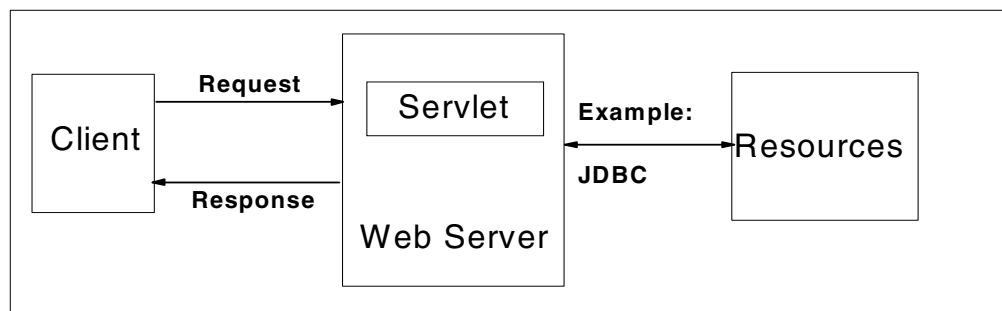 Request
Client
Response
Servlet
Web Server
Example:
JDBC
Resources